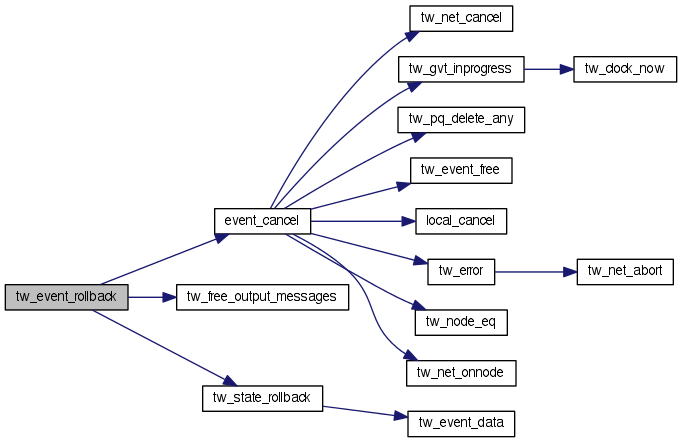 tw_net_cancel
tw_gvt_inprogress
tw_clock_now
tw_pq_delete_any
tw_event_free
event_cancel
local_cancel
tw_error
tw_net_abort
tw_event_rollback
tw_free_output_messages
tw_node_eq
tw_net_onnode
tw_state_rollback
tw_event_data